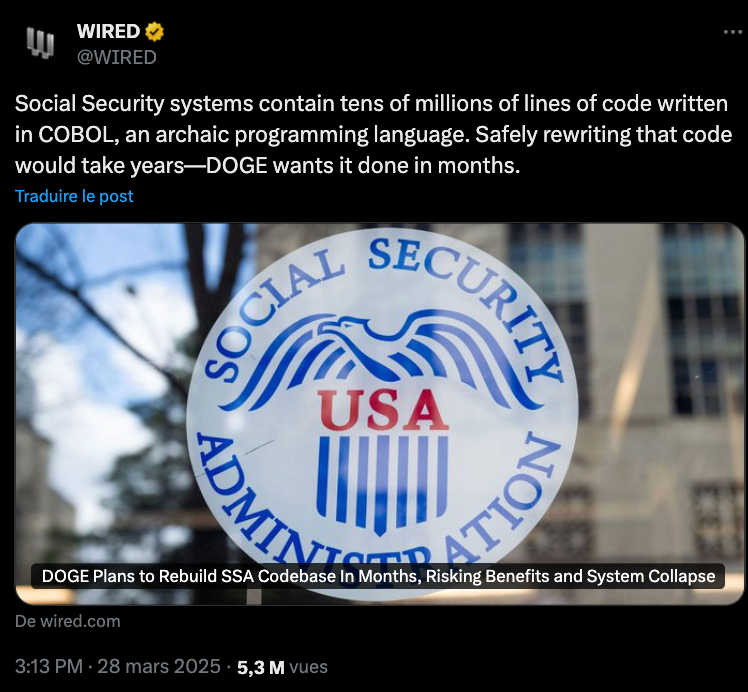 WIRED
@WIRED
Social Security systems contain tens of millions of lines of code written
in COBOL, an archaic programming language. Safely rewriting that code
would take years—DOGE wants it done in months.
Traduire le post
SOCIAL SECURITY
USA
ADMINISTRATION
DOGE Plans to Rebuild SSA Codebase In Months, Risking Benefits and System Collapse
De wired.com
3:13 PM · 28 mars 2025 · 5,3 M vues